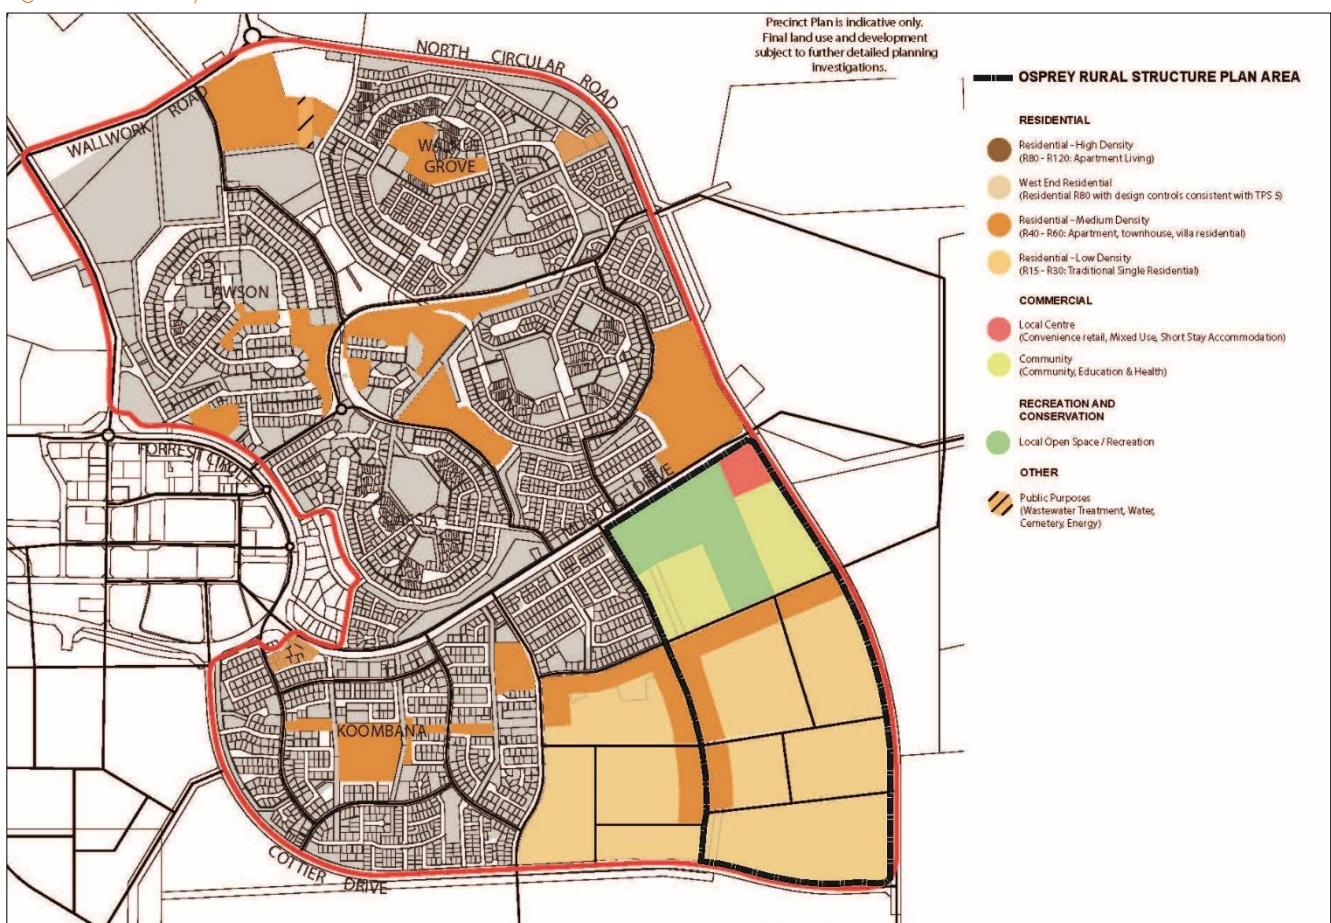 Precinct Plan is indicative only.
Final land use and development
subject to further detailed planning
investigations.
NORTH CIRCULAR ROAD
WALLWORK ROAD
OSPREY RURAL STRUCTURE PLAN AREA
RESIDENTIAL
Residential - High Density
(R80 - R120: Apartment Living)
West End Residential
(Residential R80 with design controls consistent with TPS 5)
Residential - Medium Density
(R40 - R60: Apartment, townhouse, villa residential)
Residential - Low Density
(R15 - R30: Traditional Single Residential)
COMMERCIAL
Local Centre
(Convenience retail, Mixed Use, Short Stay Accommodation)
Community
(Community, Education & Health)
RECREATION AND
CONSERVATION
Local Open Space / Recreation
OTHER
Public Purposes
(Wastewater Treatment, Water,
Cemetery, Energy)
WALNUT
GROVE
LAWSON
FORREST
DRIVE
KOOMBANA
COTTIER DRIVE